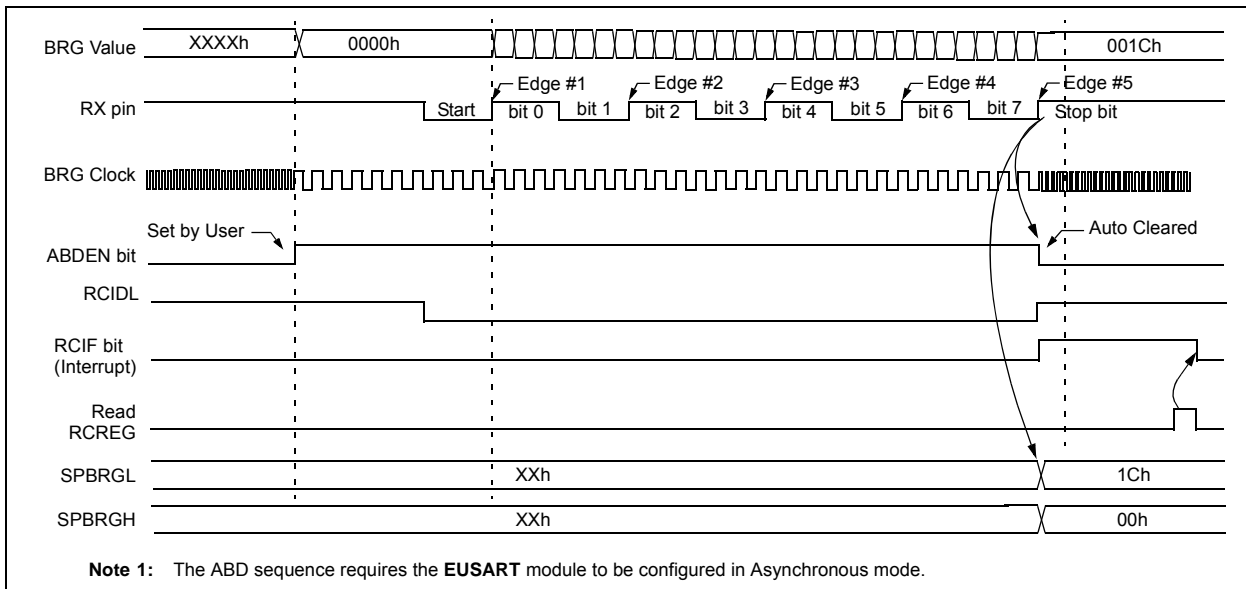 BRG Value XXXXh 0000h 001Ch
Edge #1 Edge #2 Edge #3 Edge #4 Edge #5
RX pin Start bit 0 bit 1 bit 2 bit 3 bit 4 bit 5 bit 6 bit 7 Stop bit
BRG Clock
Set by User Auto Cleared
ABDEN bit
RCIDL
RCIF bit
(Interrupt)
Read
RCREG
SPBRGL XXh 1Ch
SPBRGH XXh 00h
Note 1: The ABD sequence requires the EUSART module to be configured in Asynchronous mode.